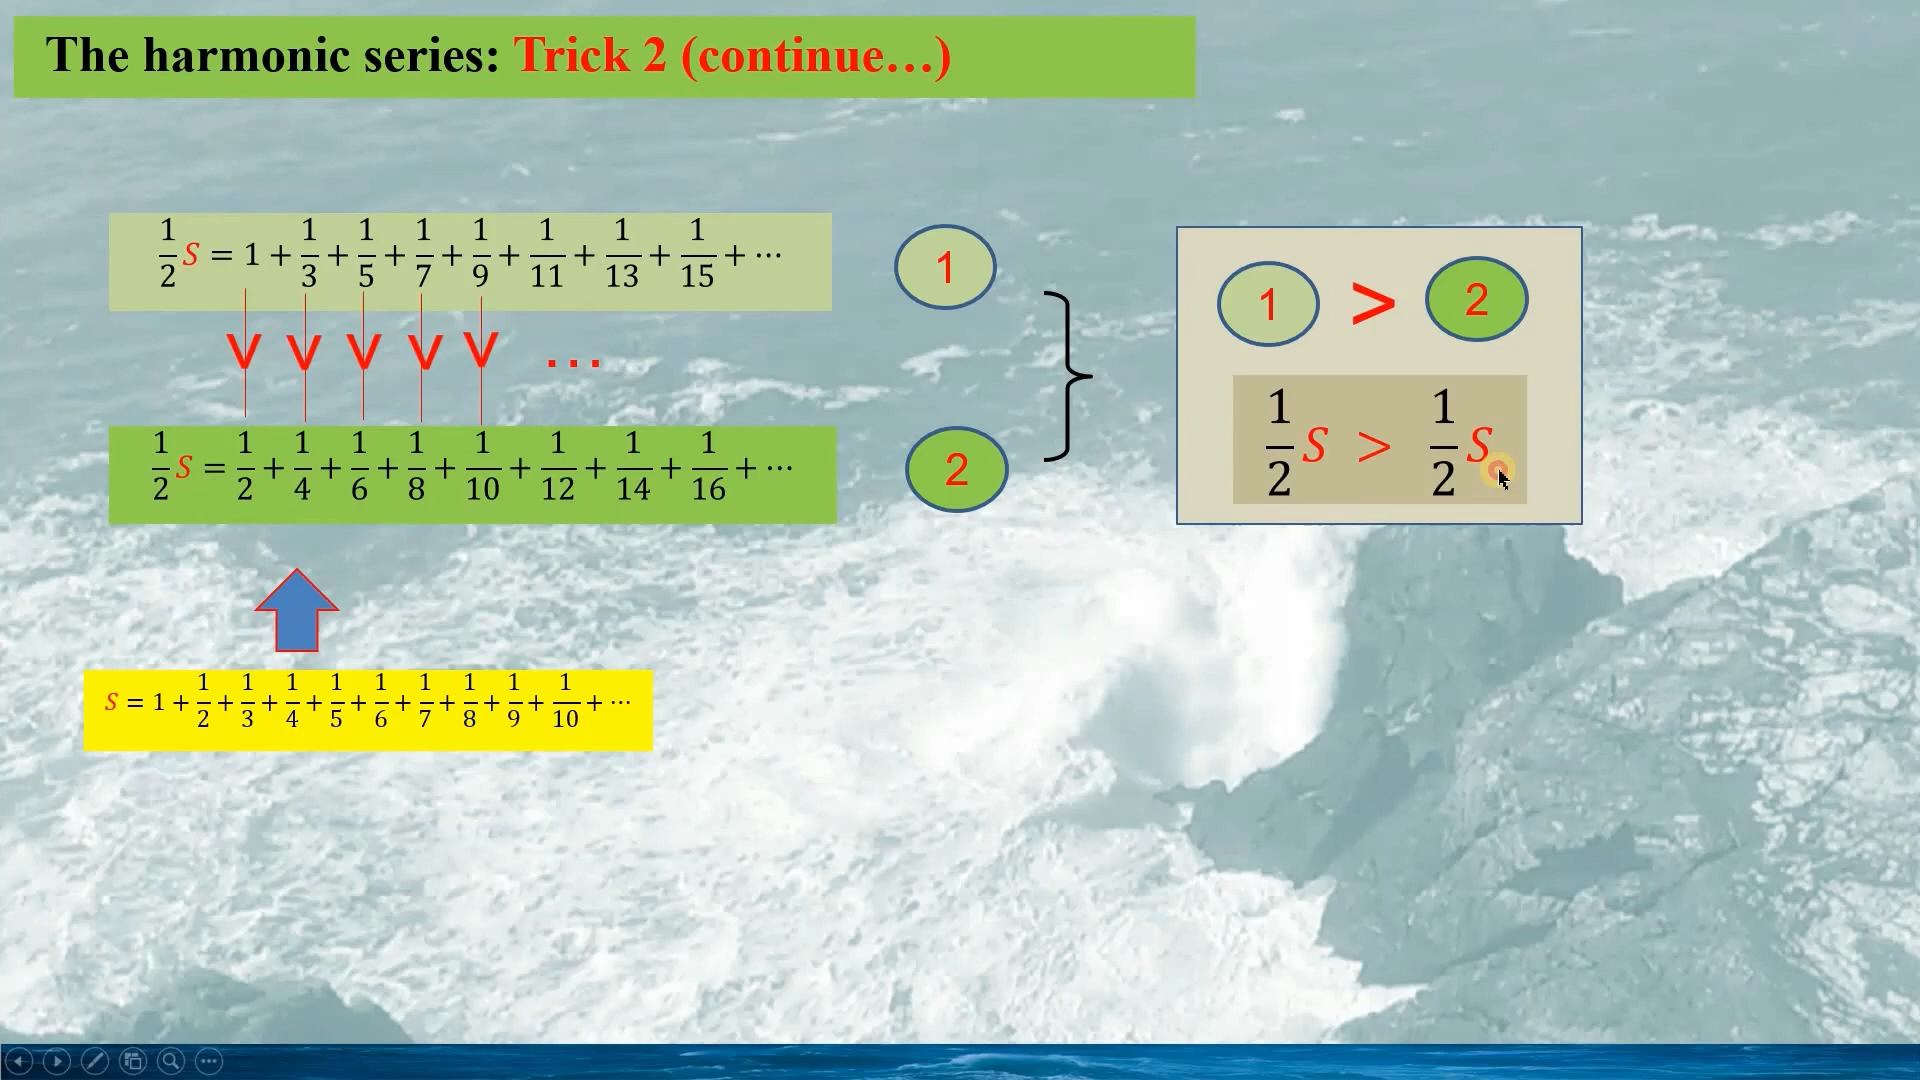 The harmonic series: Trick 2 (continue…)
1/2 S = 1 + 1/3 + 1/5 + 1/7 + 1/9 + 1/11 + 1/13 + 1/15 + ⋯
1
> > > > > …
1/2 S = 1/2 + 1/4 + 1/6 + 1/8 + 1/10 + 1/12 + 1/14 + 1/16 + ⋯
2
1 > 2
1/2 S > 1/2 S
S = 1 + 1/2 + 1/3 + 1/4 + 1/5 + 1/6 + 1/7 + 1/8 + 1/9 + 1/10 + ⋯